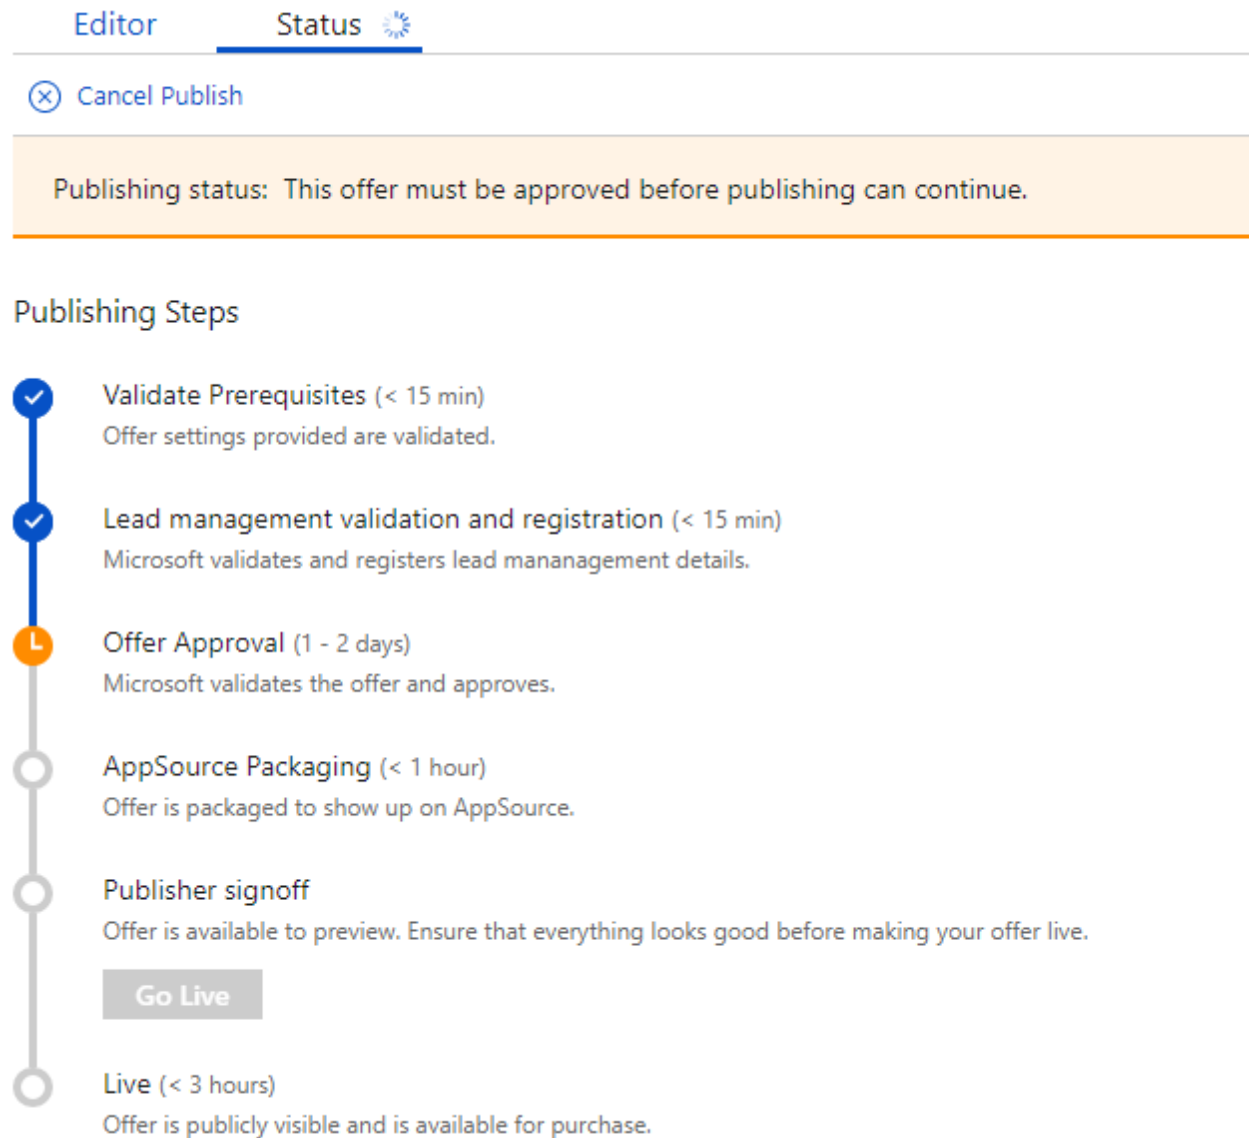 Editor Status
Cancel Publish
Publishing status: This offer must be approved before publishing can continue.
Publishing Steps
Validate Prerequisites (< 15 min)
Offer settings provided are validated.
Lead management validation and registration (< 15 min)
Microsoft validates and registers lead mananagement details.
Offer Approval (1 - 2 days)
Microsoft validates the offer and approves.
AppSource Packaging (< 1 hour)
Offer is packaged to show up on AppSource.
Publisher signoff
Offer is available to preview. Ensure that everything looks good before making your offer live.
Go Live
Live (< 3 hours)
Offer is publicly visible and is available for purchase.